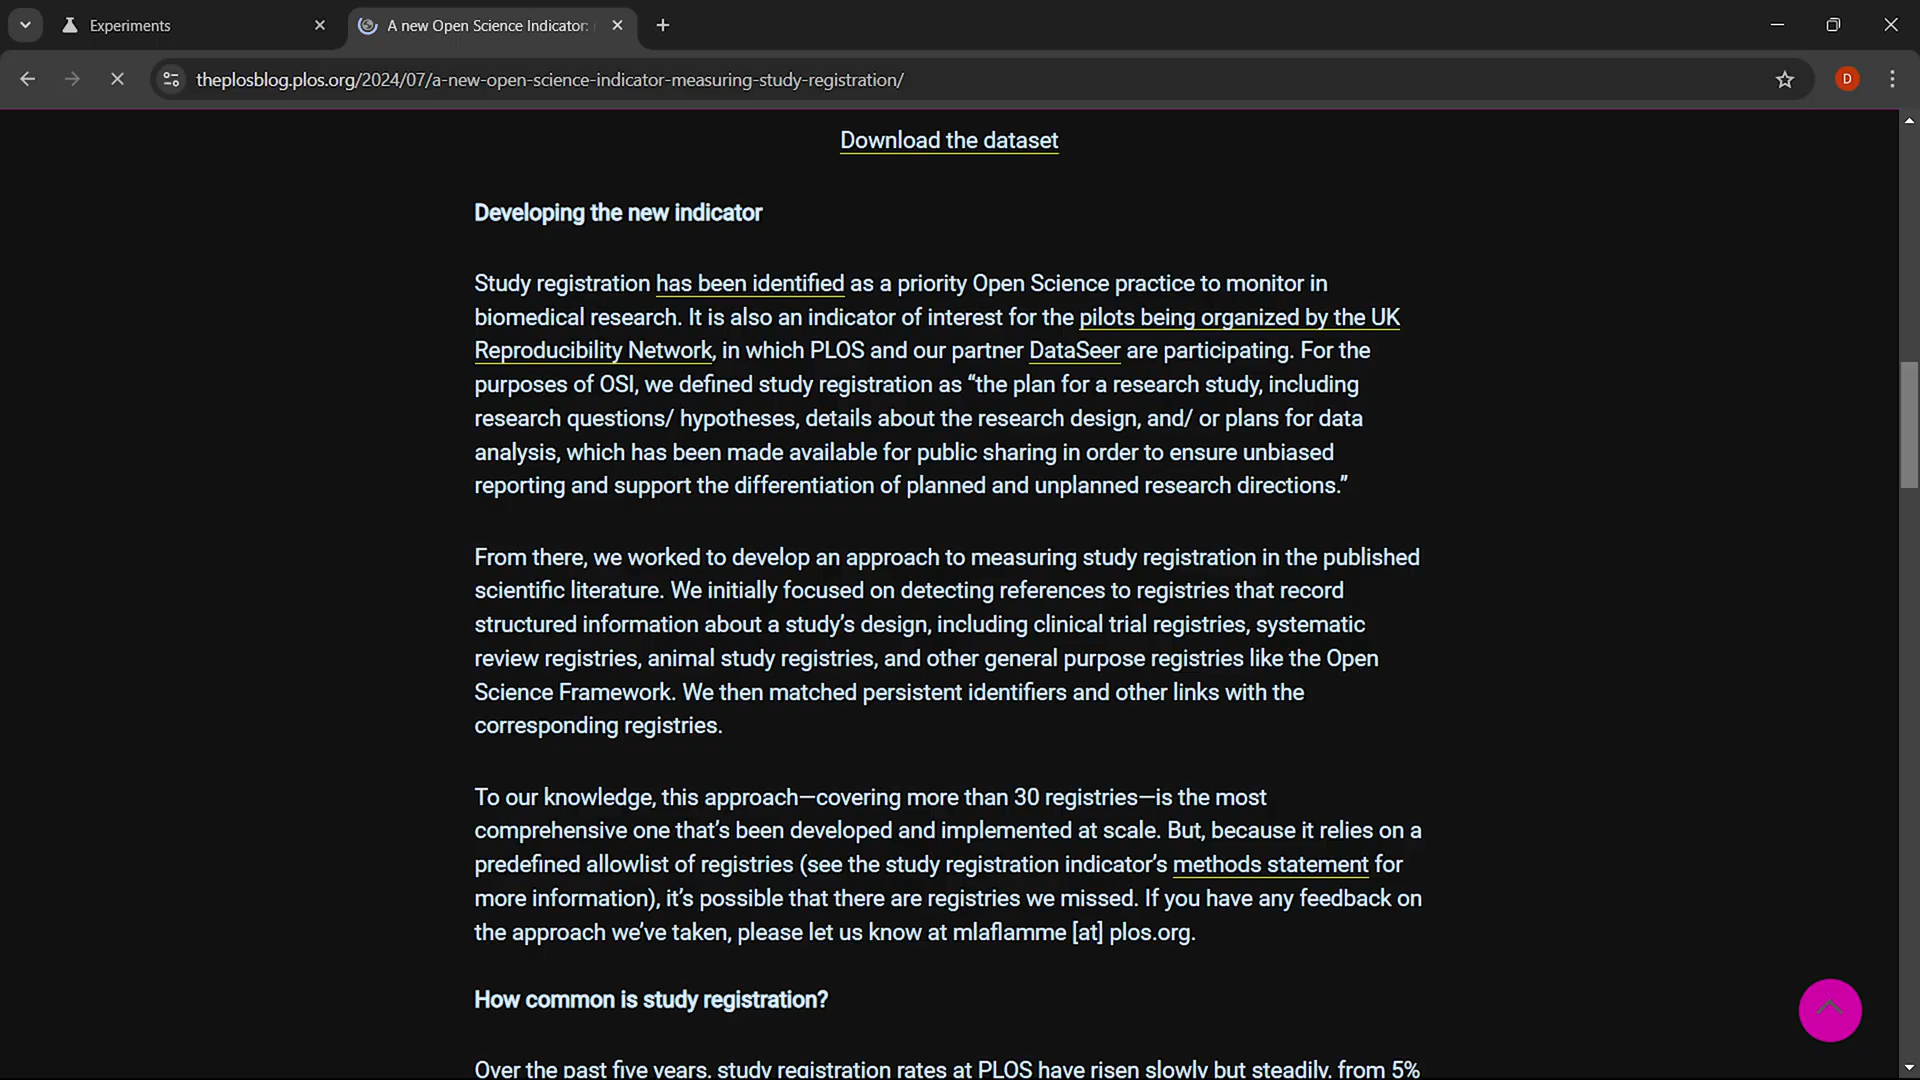 Experiments
A new Open Science Indicator:
theplosblog.plos.org/2024/07/a-new-open-science-indicator-measuring-study-registration/
D
Download the dataset
Developing the new indicator
Study registration has been identified as a priority Open Science practice to monitor in
biomedical research. It is also an indicator of interest for the pilots being organized by the UK
Reproducibility Network, in which PLOS and our partner DataSeer are participating. For the
purposes of OSI, we defined study registration as “the plan for a research study, including
research questions/ hypotheses, details about the research design, and/ or plans for data
analysis, which has been made available for public sharing in order to ensure unbiased
reporting and support the differentiation of planned and unplanned research directions.”
From there, we worked to develop an approach to measuring study registration in the published
scientific literature. We initially focused on detecting references to registries that record
structured information about a study’s design, including clinical trial registries, systematic
review registries, animal study registries, and other general purpose registries like the Open
Science Framework. We then matched persistent identifiers and other links with the
corresponding registries.
To our knowledge, this approach—covering more than 30 registries—is the most
comprehensive one that’s been developed and implemented at scale. But, because it relies on a
predefined allowlist of registries (see the study registration indicator’s methods statement for
more information), it’s possible that there are registries we missed. If you have any feedback on
the approach we’ve taken, please let us know at mlaflamme [at] plos.org.
How common is study registration?
Over the past five years, study registration rates at PLOS have risen slowly but steadily, from 5%